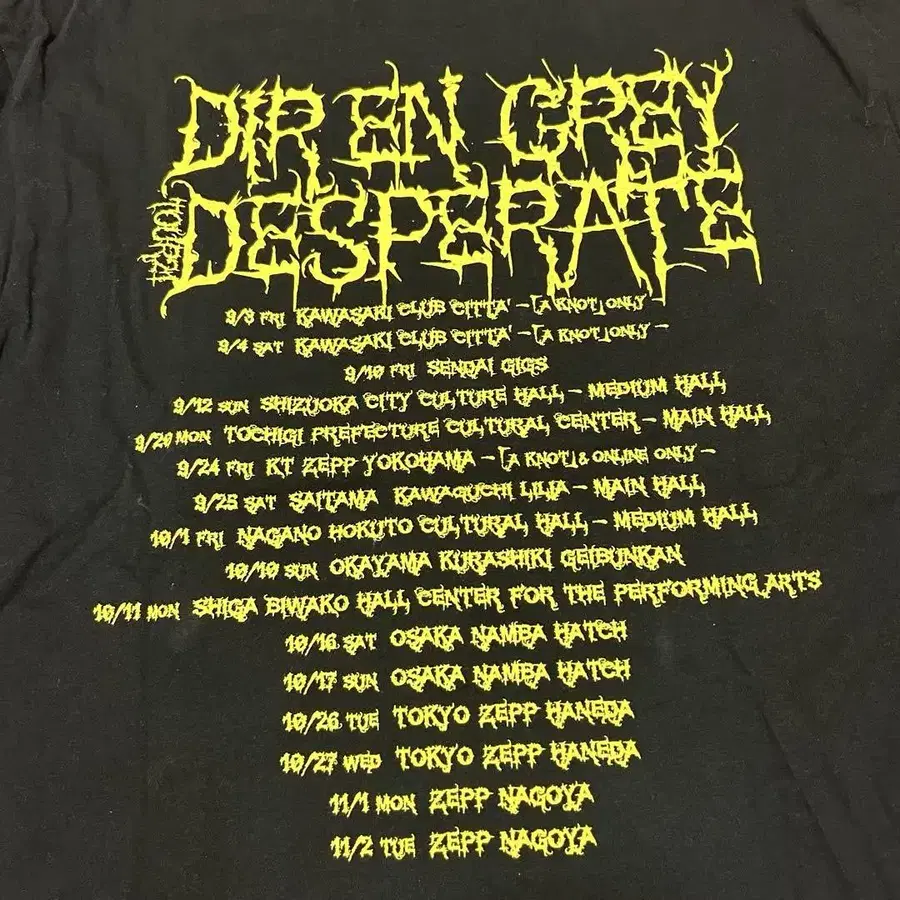 DIR EN GREY
TOUR21 DESPERATE
9/3 FRI KAWASAKI CLUB CITTA' -「A KNOT」ONLY -
9/4 SAT KAWASAKI CLUB CITTA' -「A KNOT」ONLY -
9/10 FRI SENDAI GIGS
9/12 SUN SHIZUOKA CITY CULTURE HALL - MEDIUM HALL
9/20 MON TOCHIGI PREFECTURE CULTURAL CENTER - MAIN HALL
9/24 FRI KT ZEPP YOKOHAMA -「A KNOT」& ONLINE ONLY -
9/25 SAT SAITAMA KAWAGUCHI LILIA - MAIN HALL
10/1 FRI NAGANO HOKUTO CULTURAL HALL - MEDIUM HALL
10/10 SUN OKAYAMA KURASHIKI GEIBUNKAN
10/11 MON SHIGA BIWAKO HALL CENTER FOR THE PERFORMING ARTS
10/16 SAT OSAKA NAMBA HATCH
10/17 SUN OSAKA NAMBA HATCH
10/26 TUE TOKYO ZEPP HANEDA
10/27 WED TOKYO ZEPP HANEDA
11/1 MON ZEPP NAGOYA
11/2 TUE ZEPP NAGOYA